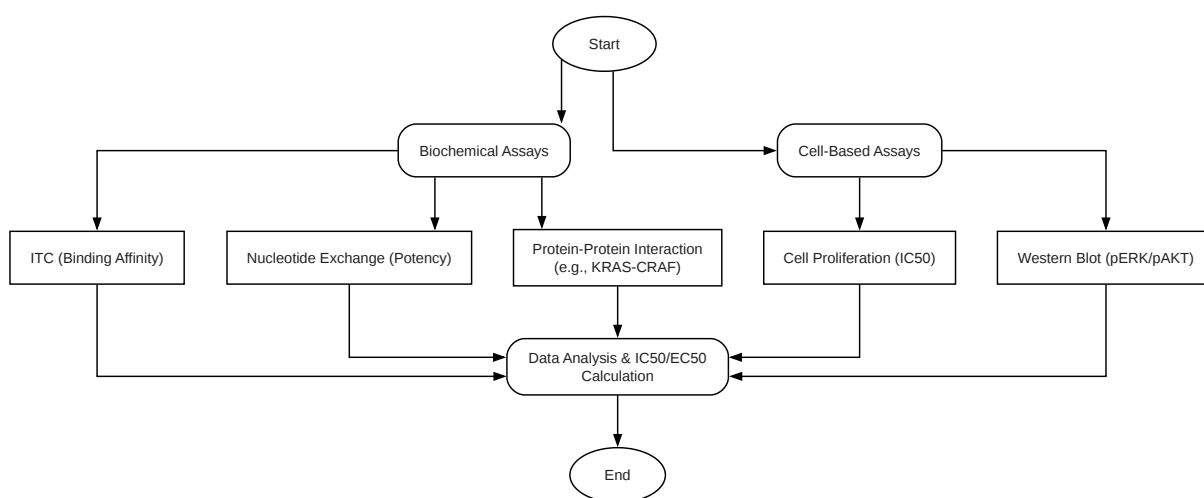 Start
Biochemical Assays
Cell-Based Assays
ITC (Binding Affinity)
Nucleotide Exchange (Potency)
Protein-Protein Interaction
(e.g., KRAS-CRAF)
Cell Proliferation (IC50)
Western Blot (pERK/pAKT)
Data Analysis & IC50/EC50
Calculation
End